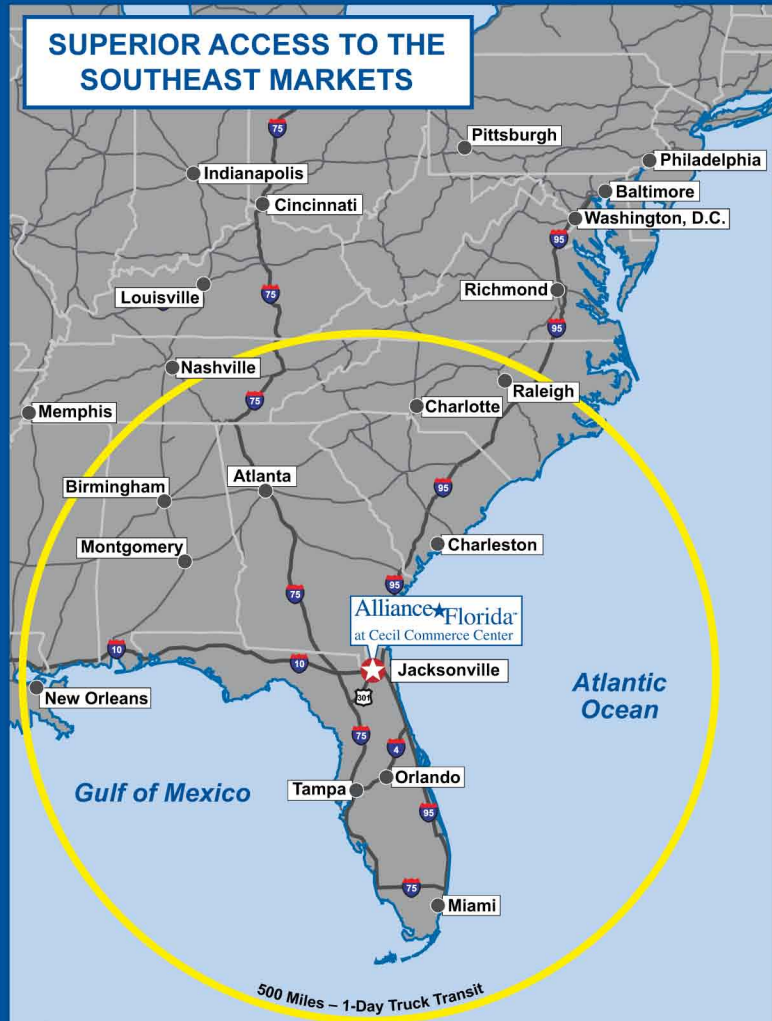 SUPERIOR ACCESS TO THE
SOUTHEAST MARKETS
75
Pittsburgh
Philadelphia
Indianapolis
Baltimore
Cincinnati
Washington, D.C.
95
Louisville
75
Richmond
95
Nashville
Raleigh
75
Memphis
Charlotte
Atlanta
Birmingham
95
Montgomery
Charleston
75
95
Alliance★Florida™
at Cecil Commerce Center
10
10
Jacksonville
301
New Orleans
Atlantic
Ocean
75
4
Gulf of Mexico
Tampa
Orlando
95
75
Miami
500 Miles – 1-Day Truck Transit